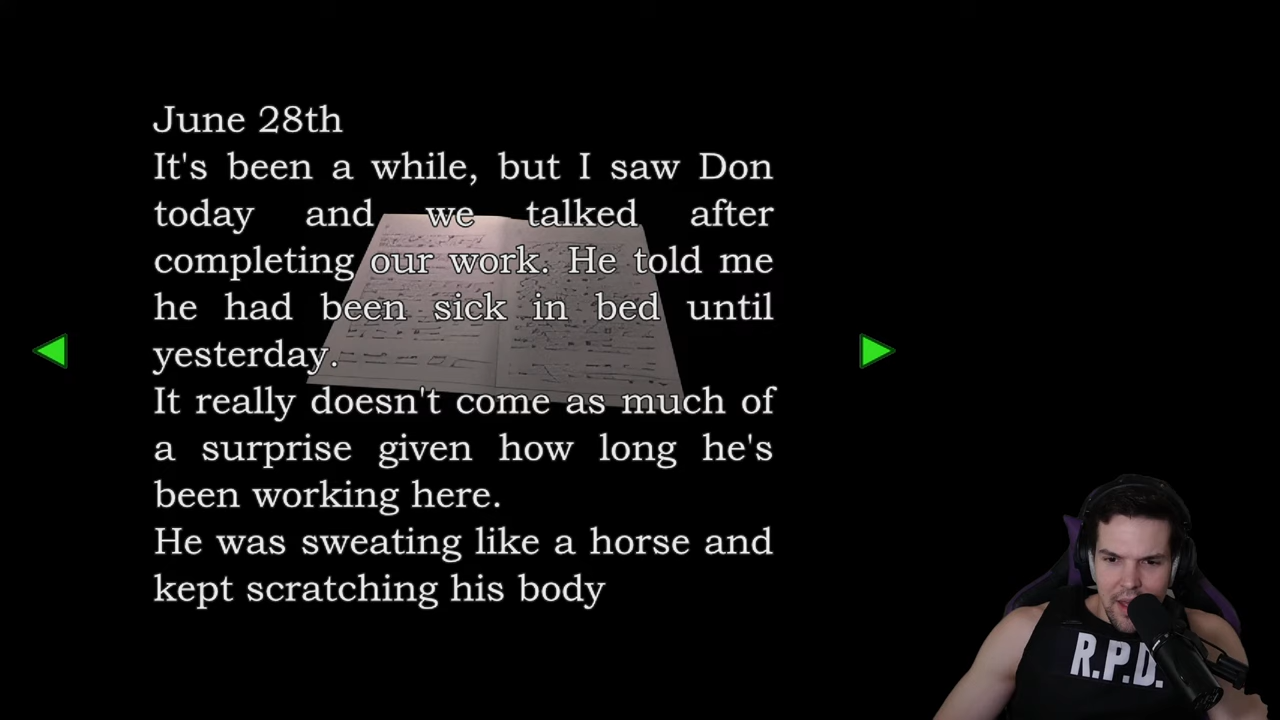 June 28th
It's been a while, but I saw Don
today and we talked after
completing our work. He told me
he had been sick in bed until
yesterday.
It really doesn't come as much of
a surprise given how long he's
been working here.
He was sweating like a horse and
kept scratching his body
R.P.D.